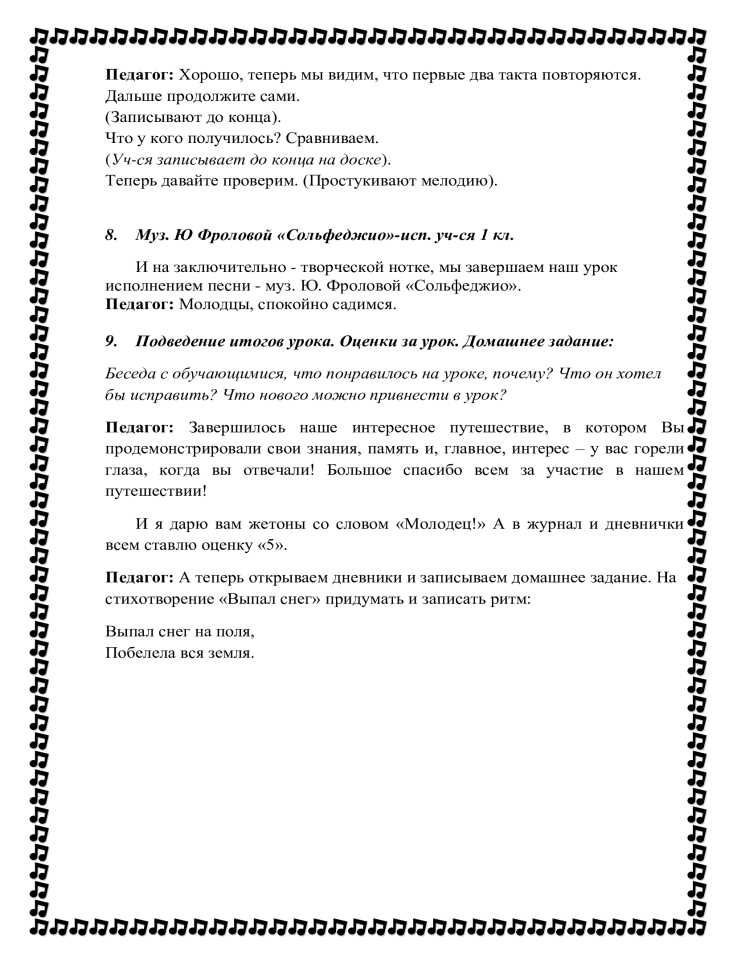 Педагог: Хорошо, теперь мы видим, что первые два такта повторяются.
Дальше продолжите сами.
(Записывают до конца).
Что у кого получилось? Сравниваем.
(Уч-ся записывает до конца на доске).
Теперь давайте проверим. (Простукивают мелодию).
8. Муз. Ю Фроловой «Сольфеджио»-исп. уч-ся 1 кл.
И на заключительно - творческой нотке, мы завершаем наш урок
исполнением песни - муз. Ю. Фроловой «Сольфеджио».
Педагог: Молодцы, спокойно садимся.
9. Подведение итогов урока. Оценки за урок. Домашнее задание:
Беседа с обучающимися, что понравилось на уроке, почему? Что он хотел
бы исправить? Что нового можно привнести в урок?
Педагог: Завершилось наше интересное путешествие, в котором Вы
продемонстрировали свои знания, память и, главное, интерес – у вас горели
глаза, когда вы отвечали! Большое спасибо всем за участие в нашем
путешествии!
И я дарю вам жетоны со словом «Молодец!» А в журнал и дневнички
всем ставлю оценку «5».
Педагог: А теперь открываем дневники и записываем домашнее задание. На
стихотворение «Выпал снег» придумать и записать ритм:
Выпал снег на поля,
Побелела вся земля.